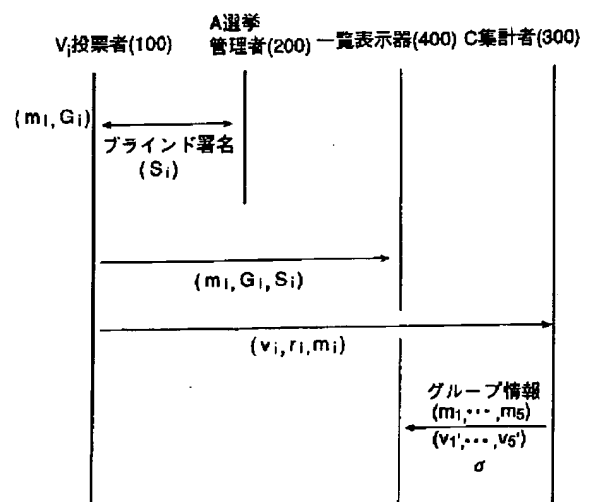 Vi投票者(100)
A選挙
管理者(200)
一覧表示器(400)
C集計者(300)
(mi,Gi)
ブラインド署名
(Si)
(mi,Gi,Si)
(vi,ri,mi)
グループ情報
(m1,･･･,m5)
(v1',･･･,v5')
σ